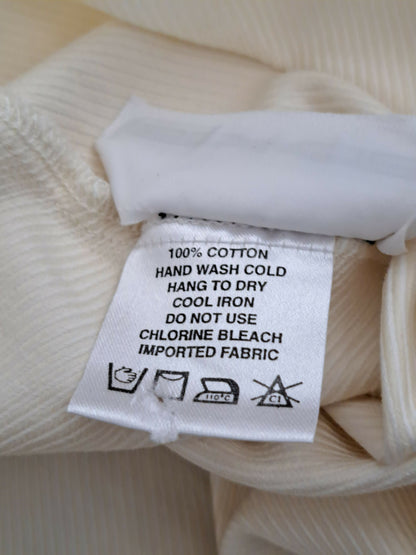 100% COTTON
HAND WASH COLD
HANG TO DRY
COOL IRON
DO NOT USE
CHLORINE BLEACH
IMPORTED FABRIC
110°C
Cl